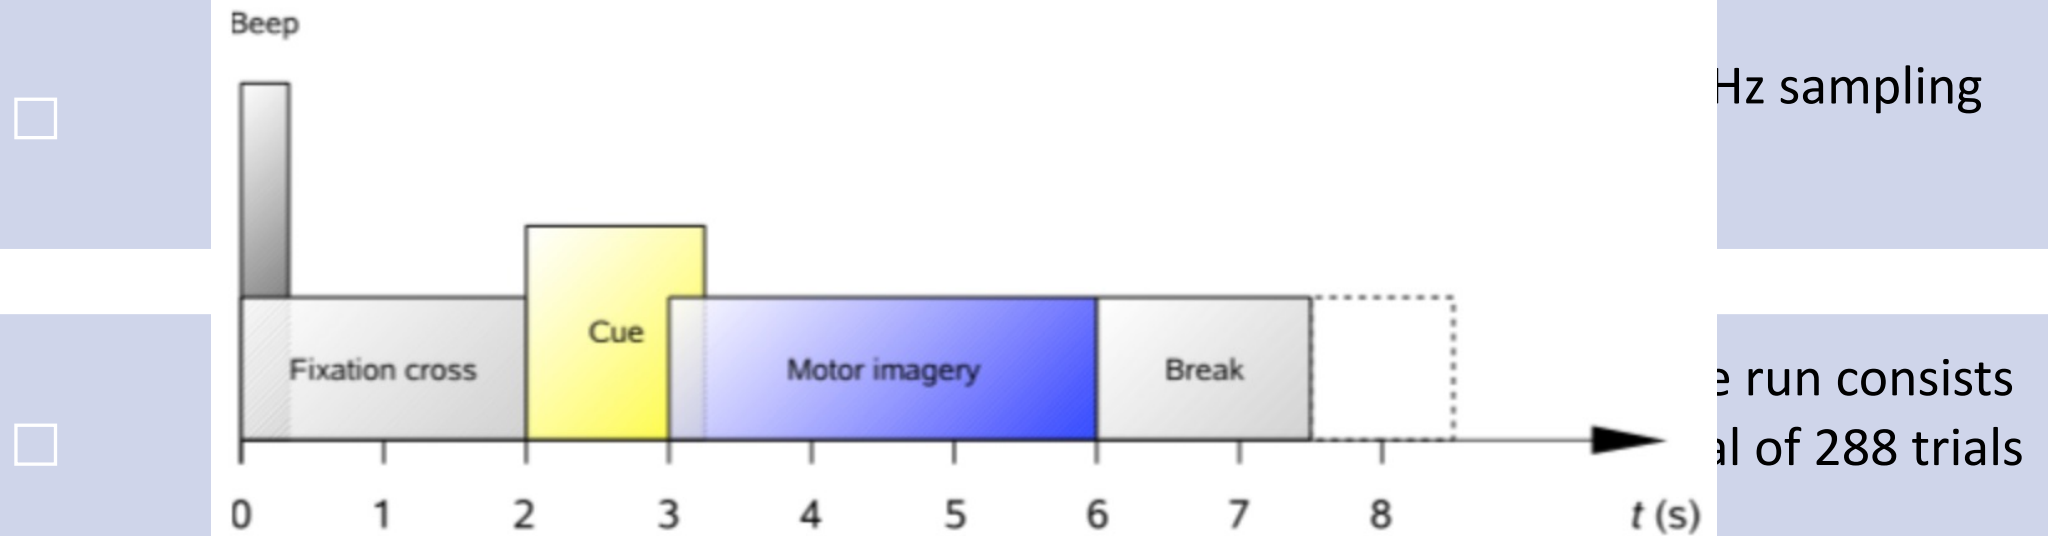 Beep
Hz sampling
Cue
Fixation cross
Motor imagery
Break
e run consists
al of 288 trials
0 1 2 3 4 5 6 7 8 t (s)